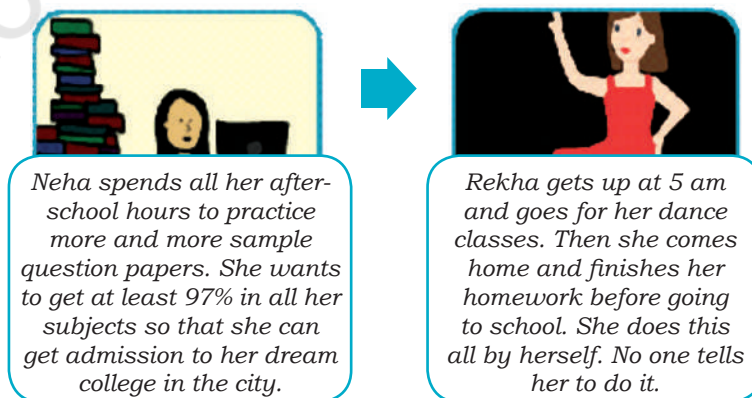 Neha spends all her after-
school hours to practice
more and more sample
question papers. She wants
to get at least 97% in all her
subjects so that she can
get admission to her dream
college in the city.
Rekha gets up at 5 am
and goes for her dance
classes. Then she comes
home and finishes her
homework before going
to school. She does this
all by herself. No one tells
her to do it.